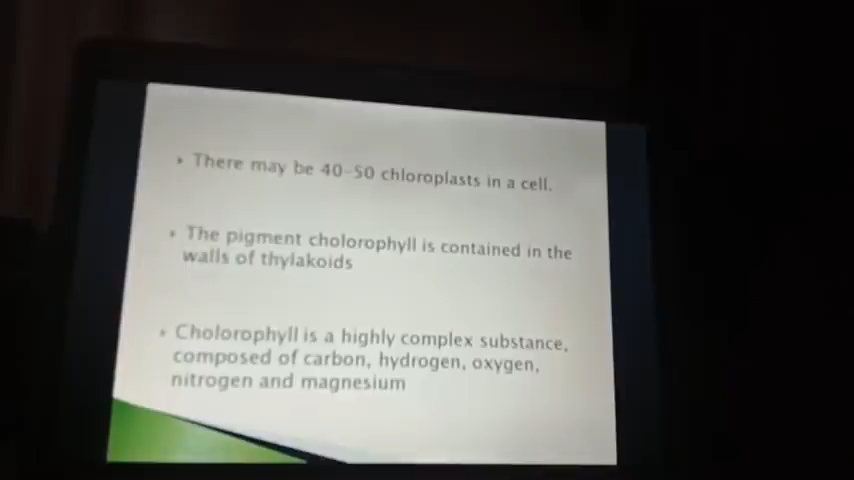 There may be 40-50 chloroplasts in a cell.
The pigment cholorophyll is contained in the
walls of thylakoids
Cholorophyll is a highly complex substance,
composed of carbon, hydrogen, oxygen,
nitrogen and magnesium